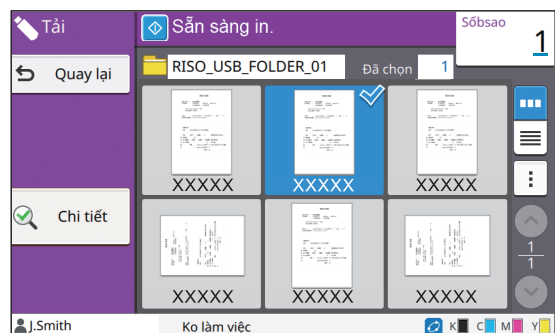 Tải
Sẵn sàng in.
Sốbsao
1
Quay lại
RISO_USB_FOLDER_01
Đã chọn
1
XXXXX
XXXXX
XXXXX
Chi tiết
1
1
XXXXX
XXXXX
XXXXX
J.Smith
Ko làm việc
K
C
M
Y